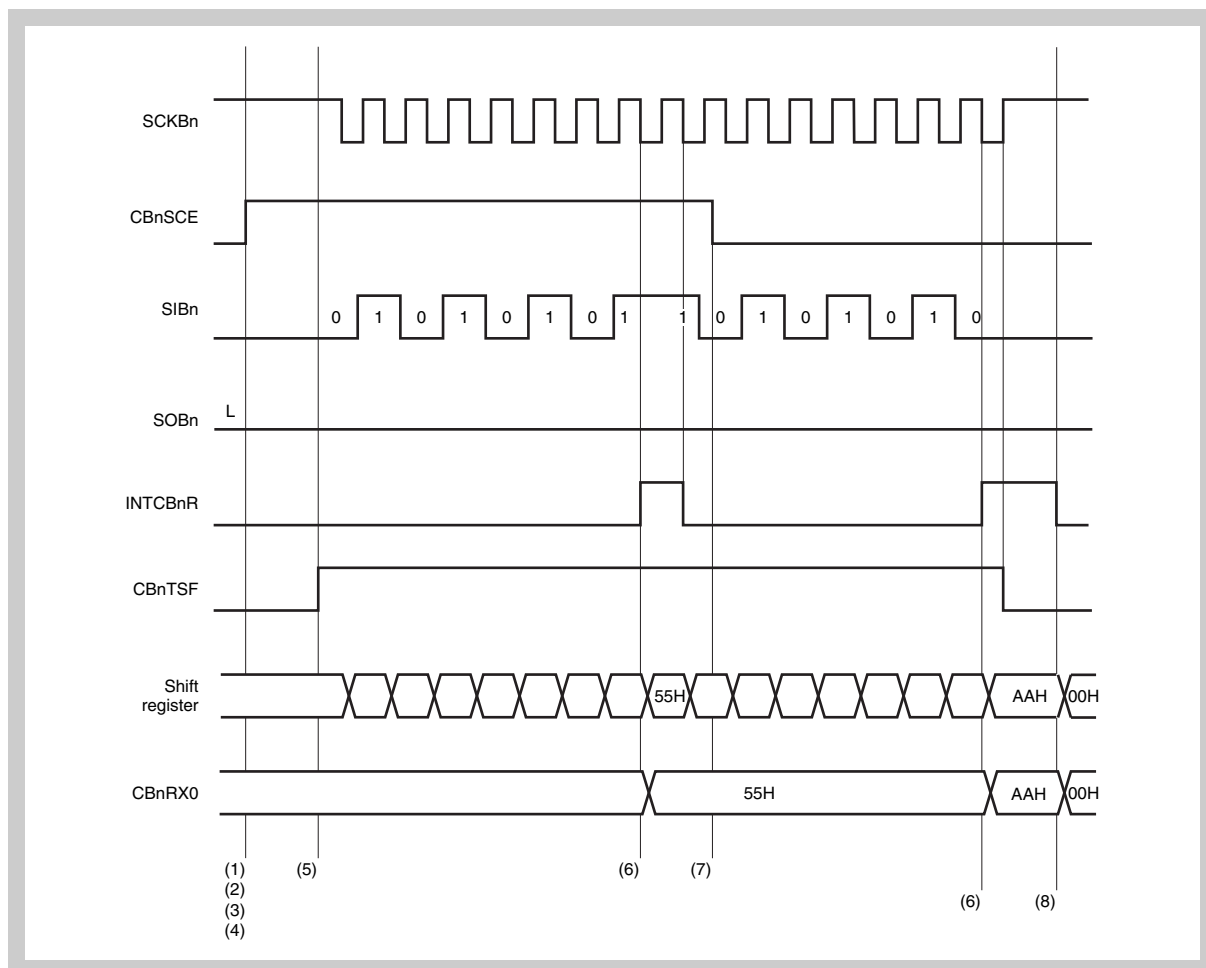 SCKBn
CBnSCE
SIBn
0 1 0 1 0 1 0 1 1 0 1 0 1 0 1 0
L
SOBn
INTCBnR
CBnTSF
Shift
register
55H AAH 00H
CBnRX0
55H AAH 00H
(1) (5) (6) (7)
(2)
(3)
(4)
(6) (8)